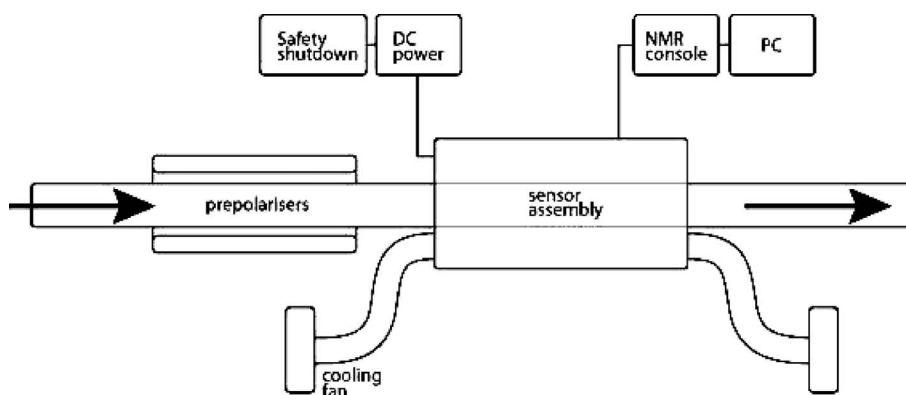 Safety
shutdown
DC
power
NMR
console
PC
prepolarisers
sensor
assembly
cooling
fan